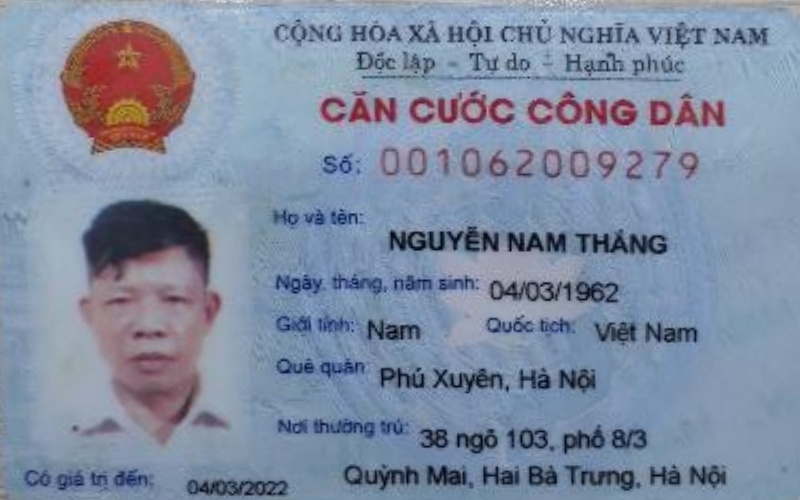 CỘNG HÒA XÃ HỘI CHỦ NGHĨA VIỆT NAM
Độc lập - Tự do - Hạnh phúc
CĂN CƯỚC CÔNG DÂN
Số: 001062009279
Họ và tên:
NGUYỄN NAM THẮNG
Ngày, tháng, năm sinh: 04/03/1962
Giới tính: Nam Quốc tịch: Việt Nam
Quê quán: Phú Xuyên, Hà Nội
Nơi thường trú: 38 ngõ 103, phố 8/3
Quỳnh Mai, Hai Bà Trưng, Hà Nội
Có giá trị đến: 04/03/2022